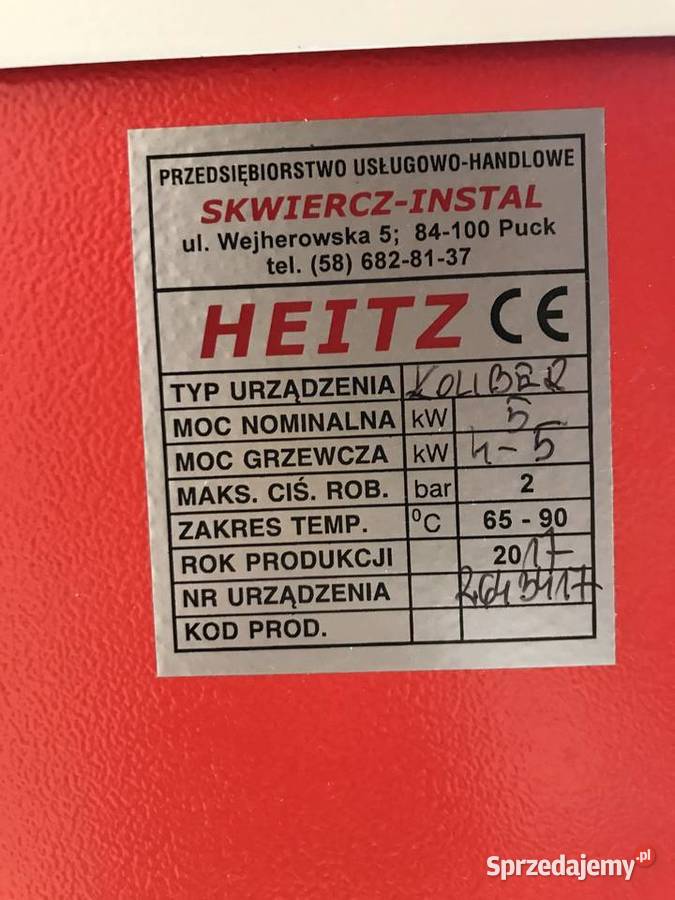 PRZEDSIĘBIORSTWO USŁUGOWO-HANDLOWE
SKWIERCZ-INSTAL
ul. Wejherowska 5; 84-100 Puck
tel. (58) 682-81-37
HEITZ CE
TYP URZĄDZENIA KOLIBER
MOC NOMINALNA kW 5
MOC GRZEWCZA kW 4-5
MAKS. CIŚ. ROB. bar 2
ZAKRES TEMP. °C 65 - 90
ROK PRODUKCJI 2017
NR URZĄDZENIA
KOD PROD.
Sprzedajemy.pl